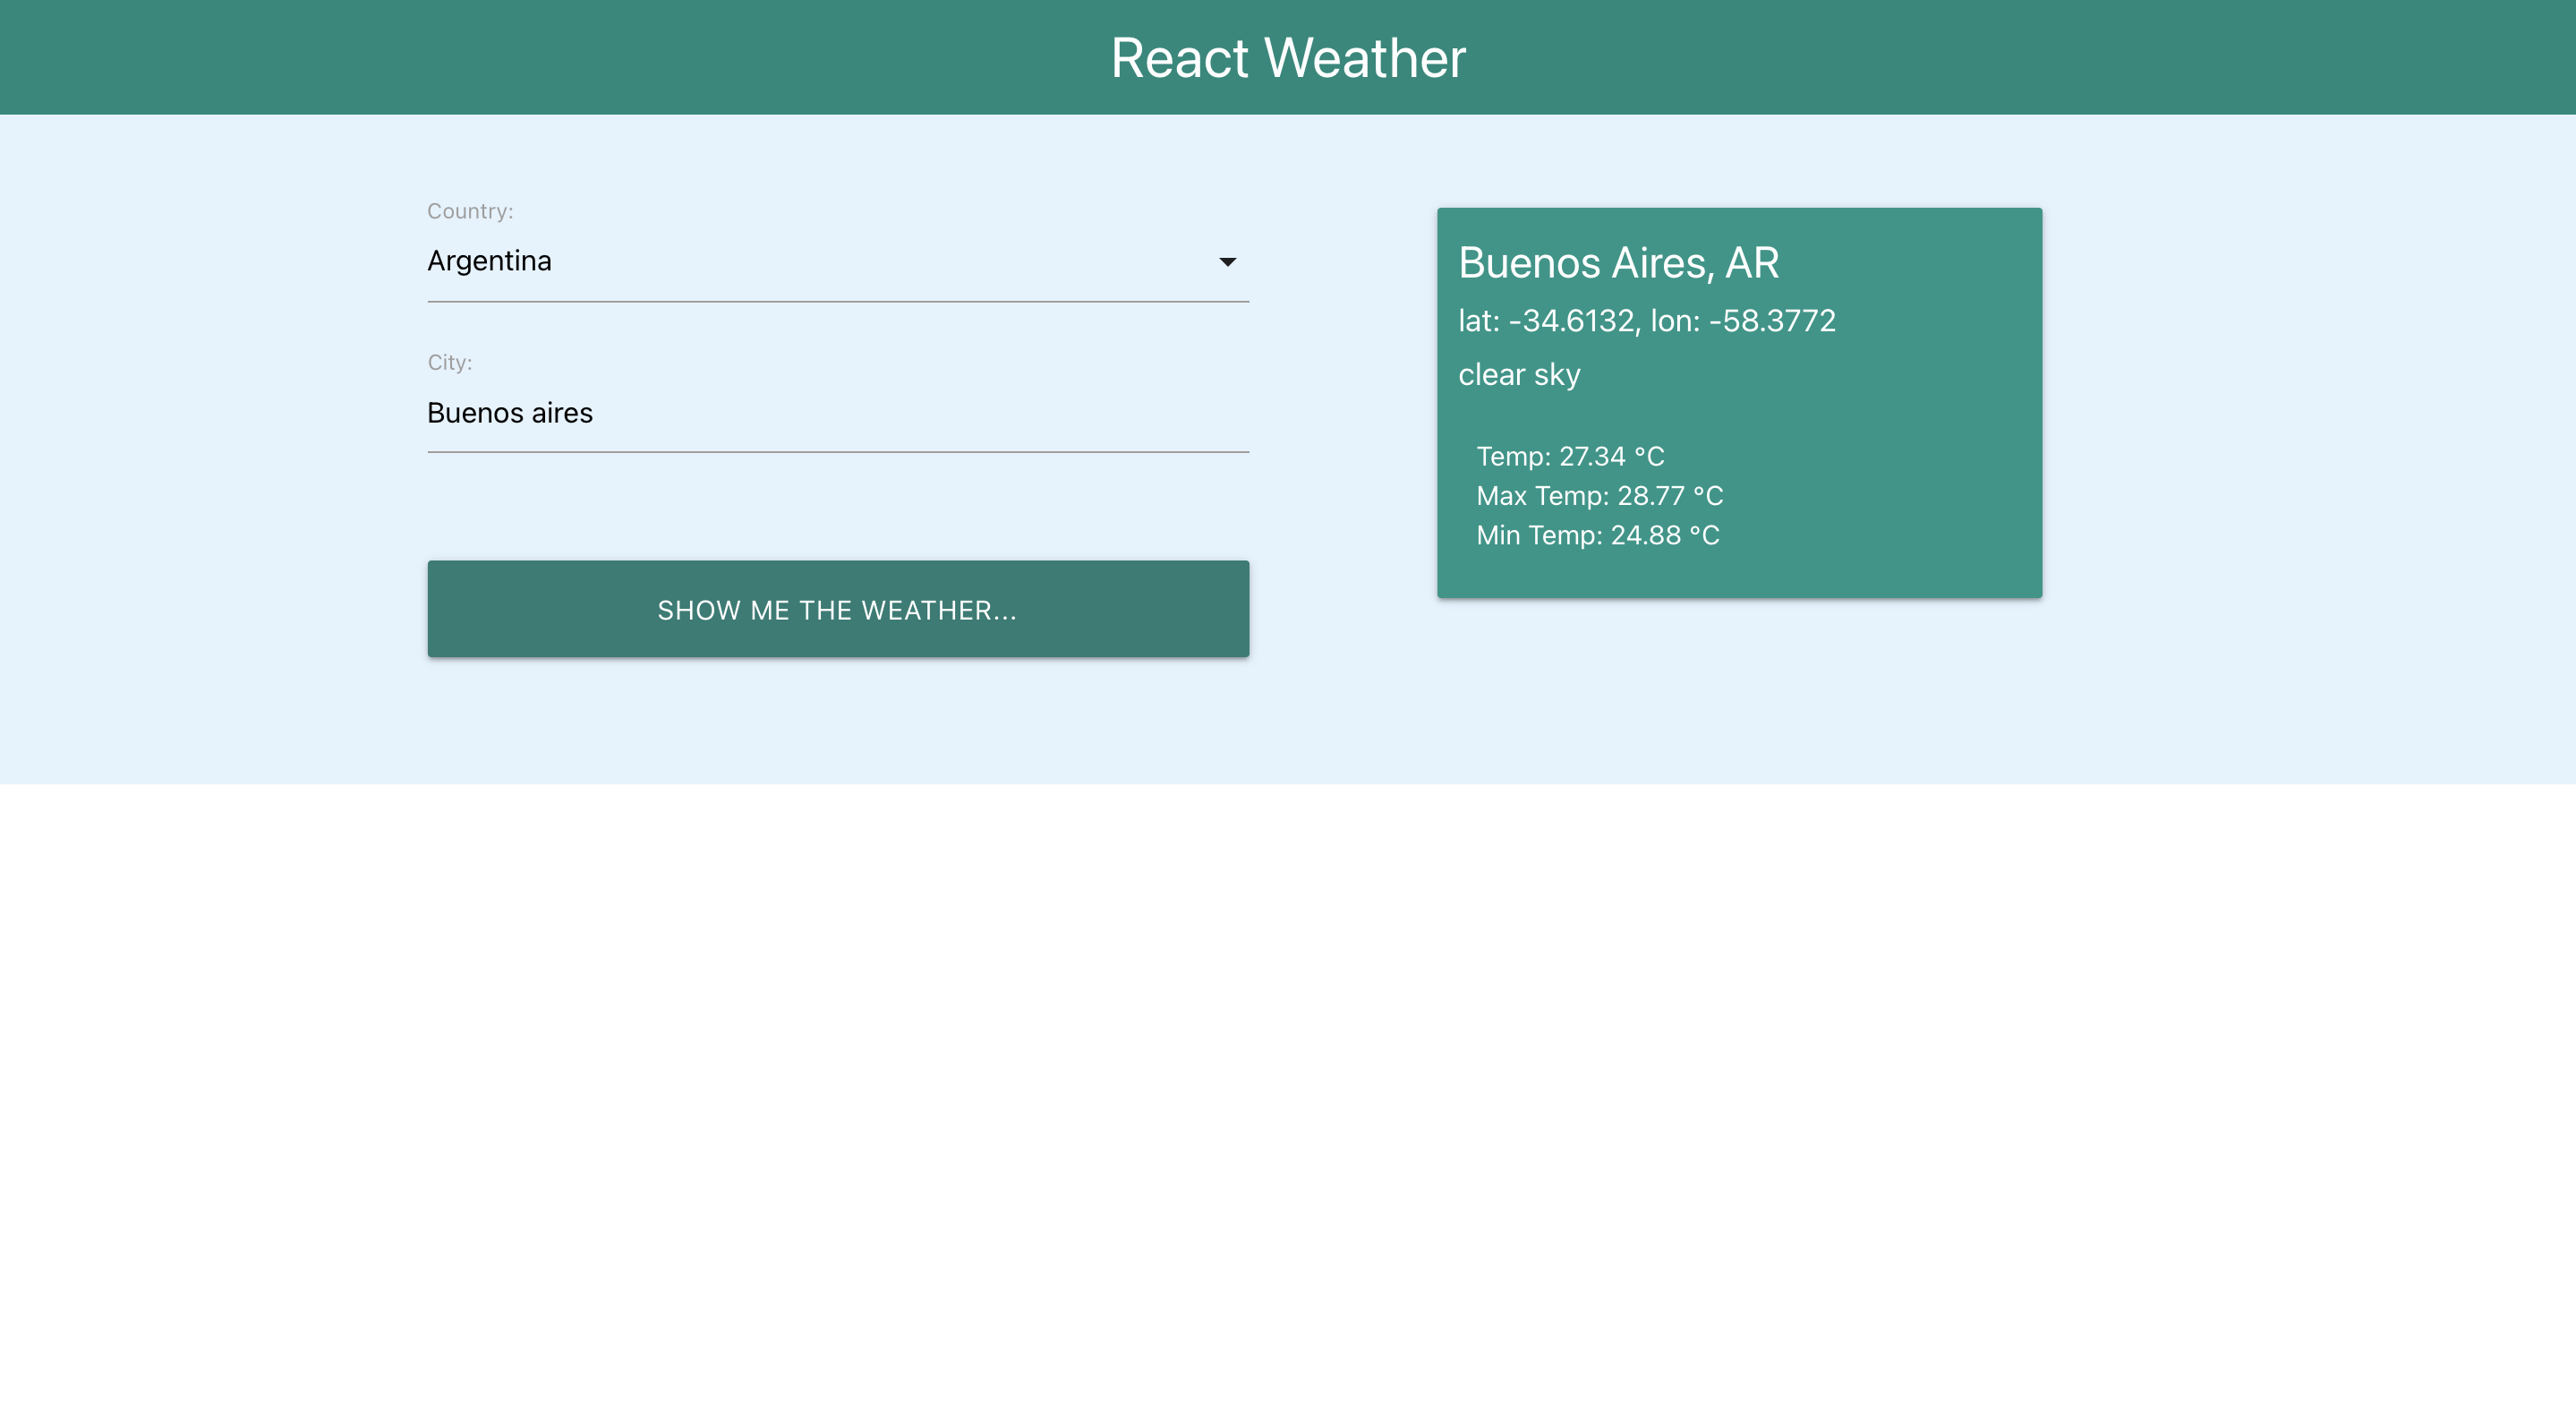 React Weather
Country:
Argentina
City:
Buenos aires
SHOW ME THE WEATHER...
Buenos Aires, AR
lat: -34.6132, lon: -58.3772
clear sky
Temp: 27.34 °C
Max Temp: 28.77 °C
Min Temp: 24.88 °C